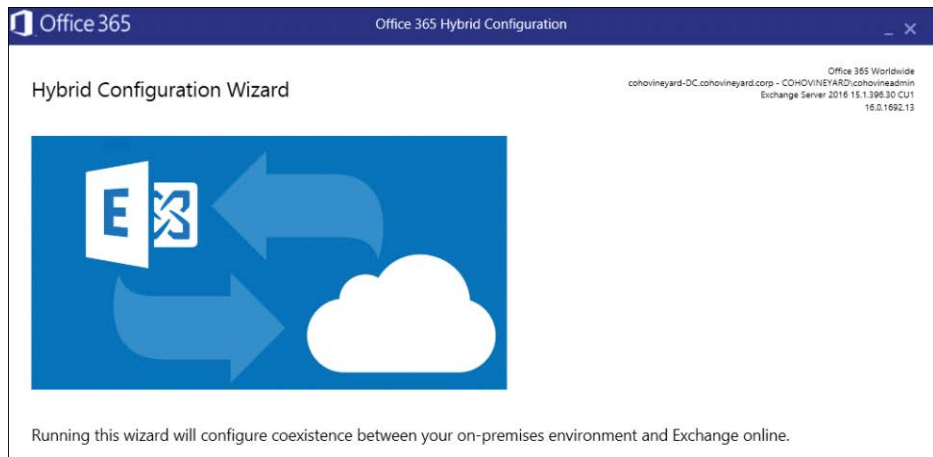 Office 365
Office 365 Hybrid Configuration
Hybrid Configuration Wizard
Office 365 Worldwide
cohovineyard-DC.cohovineyard.corp - COHOVINEYARD\cohovineadmin
Exchange Server 2016 15.1.396.30 CU1
16.0.1692.13
E
Running this wizard will configure coexistence between your on-premises environment and Exchange online.